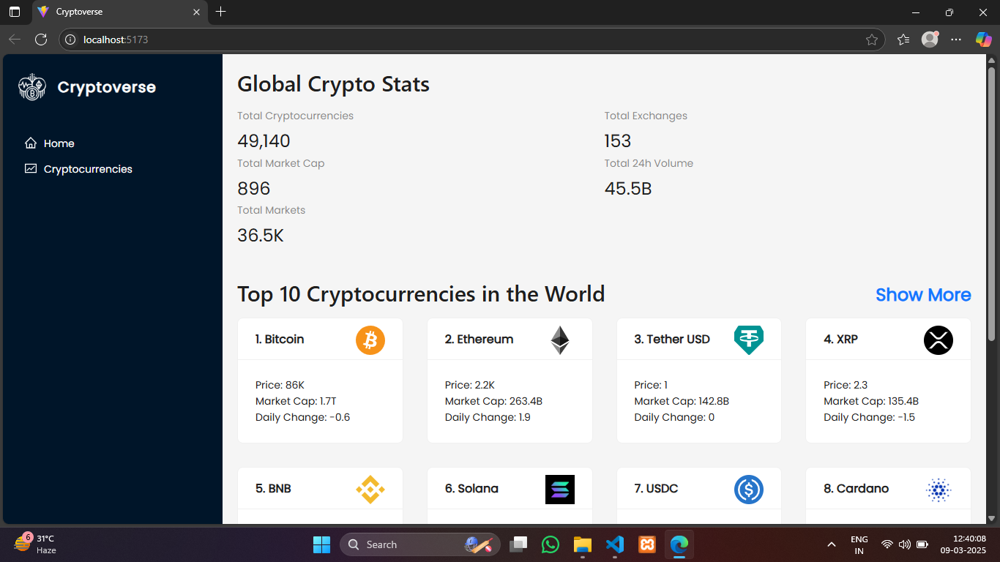 Cryptoverse
localhost:5173
Cryptoverse
Home
Cryptocurrencies
Global Crypto Stats
Total Cryptocurrencies
49,140
Total Exchanges
153
Total Market Cap
896
Total 24h Volume
45.5B
Total Markets
36.5K
Top 10 Cryptocurrencies in the World
Show More
1. Bitcoin
Price: 86K
Market Cap: 1.7T
Daily Change: -0.6
2. Ethereum
Price: 2.2K
Market Cap: 263.4B
Daily Change: 1.9
3. Tether USD
Price: 1
Market Cap: 142.8B
Daily Change: 0
4. XRP
Price: 2.3
Market Cap: 135.4B
Daily Change: -1.5
5. BNB
6. Solana
7. USDC
8. Cardano
6
31°C
Haze
Search
ENG
IN
12:40:08
09-03-2025